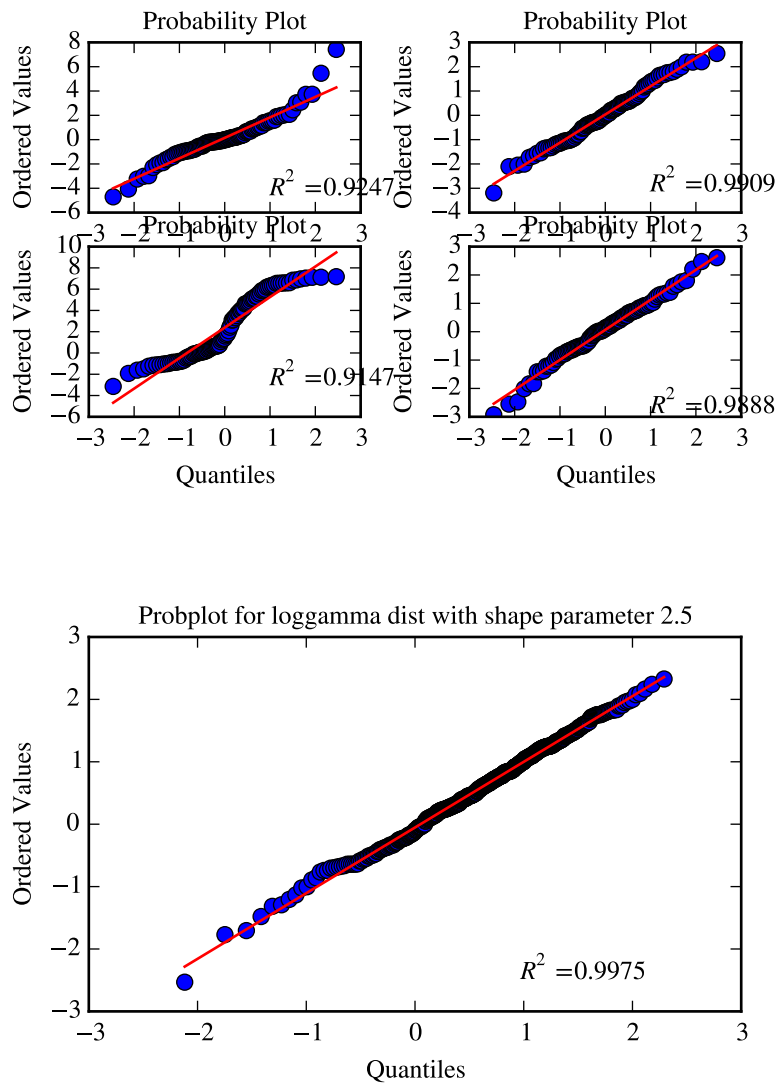 Probability Plot
Ordered Values
8
6
4
2
0
−2
−4
−6
R² =0.9247
−3 −2 −1 0 1 2 3
Probability Plot
Ordered Values
3
2
1
0
−1
−2
−3
−4
R² =0.9909
−3 −2 −1 0 1 2 3
Probability Plot
Ordered Values
10
8
6
4
2
0
−2
−4
−6
R² =0.9147
−3 −2 −1 0 1 2 3
Quantiles
Probability Plot
Ordered Values
3
2
1
0
−1
−2
−3
R² =0.9888
−3 −2 −1 0 1 2 3
Quantiles
Probplot for loggamma dist with shape parameter 2.5
Ordered Values
3
2
1
0
−1
−2
−3
R² =0.9975
−3 −2 −1 0 1 2 3
Quantiles